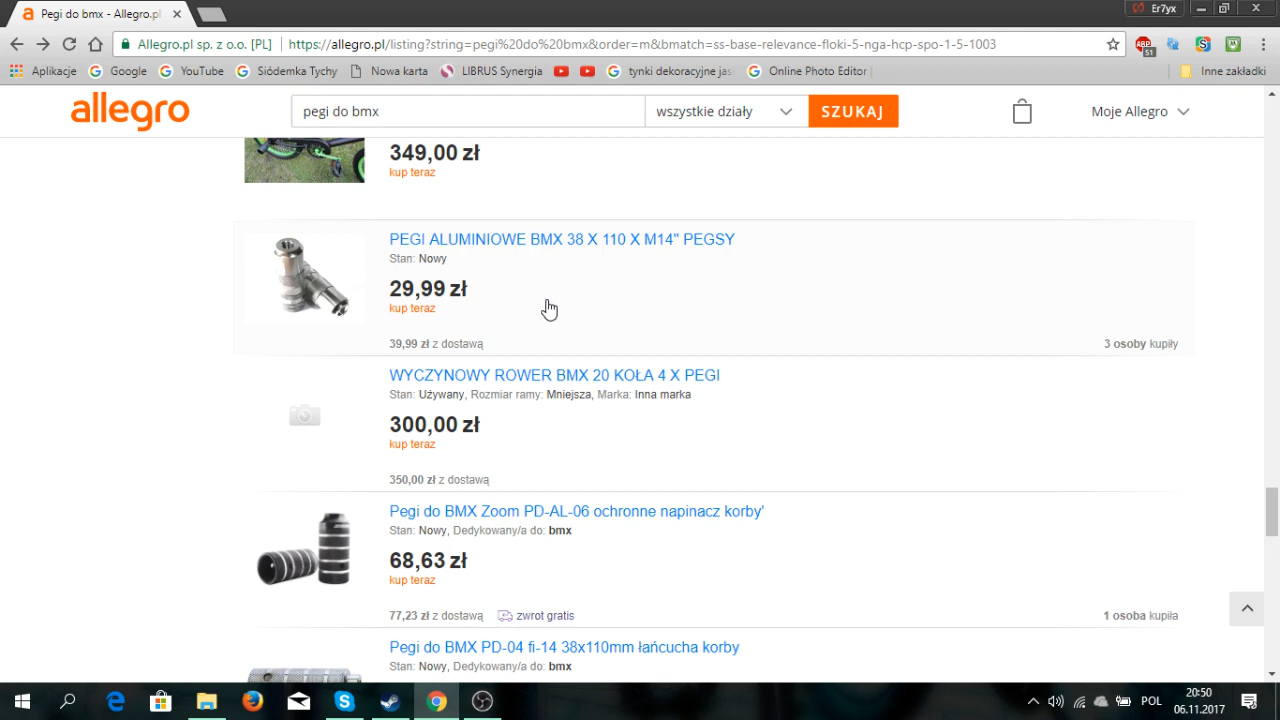 Pegi do bmx - Allegro.pl
Er7yx
Allegro.pl sp. z o.o. [PL]
https://allegro.pl/listing?string=pegi%20do%20bmx&order=m&bmatch=ss-base-relevance-floki-5-nga-hcp-spo-1-5-1003
ABP
51
Aplikacje
Google
YouTube
Siódemka Tychy
Nowa karta
LIBRUS Synergia
tynki dekoracyjne jas
Online Photo Editor
Inne zakładki
allegro
pegi do bmx
wszystkie działy
SZUKAJ
Moje Allegro
349,00 zł
kup teraz
PEGI ALUMINIOWE BMX 38 X 110 X M14" PEGSY
Stan: Nowy
29,99 zł
kup teraz
39,99 zł z dostawą
3 osoby kupiły
WYCZYNOWY ROWER BMX 20 KOŁA 4 X PEGI
Stan: Używany, Rozmiar ramy: Mniejsza, Marka: Inna marka
300,00 zł
kup teraz
350,00 zł z dostawą
Pegi do BMX Zoom PD-AL-06 ochronne napinacz korby'
Stan: Nowy, Dedykowany/a do: bmx
68,63 zł
kup teraz
77,23 zł z dostawą
zwrot gratis
1 osoba kupiła
Pegi do BMX PD-04 fi-14 38x110mm łańcucha korby
Stan: Nowy, Dedykowany/a do: bmx
POL
20:50
06.11.2017